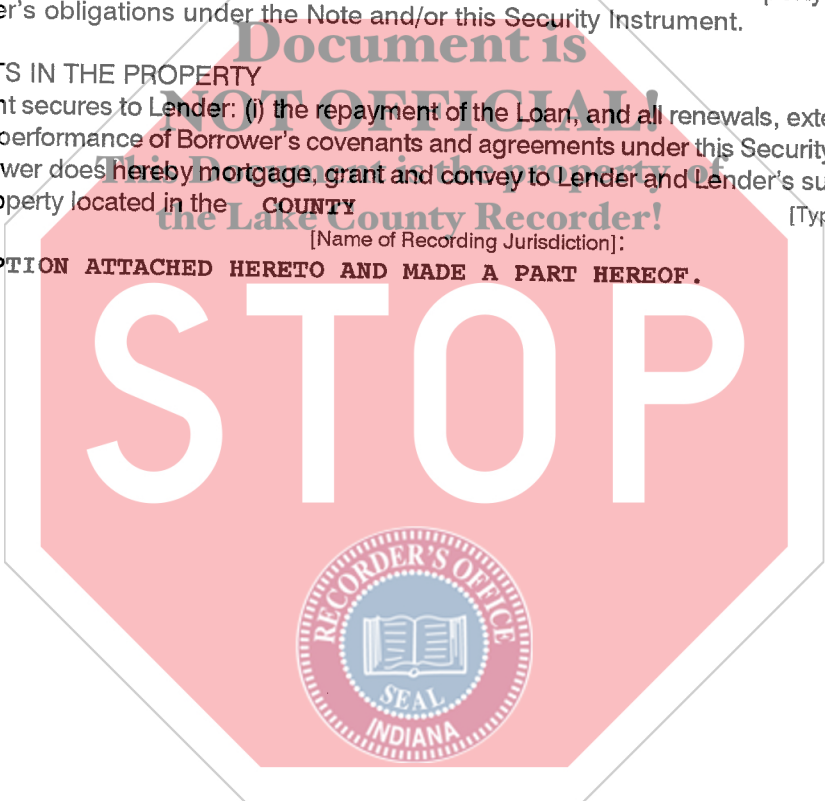 er's obligations under the Note and/or this Security Instrument.
Document is
TS IN THE PROPERTY
nt secures to Lender: (i) the repayment of the Loan, and all renewals, exte
NOT OFFICIAL!
performance of Borrower's covenants and agreements under this Security
This Document is the property of
wer does hereby mortgage, grant and convey to Lender and Lender's su
operty located in the COUNTY [Typ
the Lake County Recorder!
[Name of Recording Jurisdiction]:
PTION ATTACHED HERETO AND MADE A PART HEREOF.
STOP
RECORDER'S OFFICE
SEAL
INDIANA